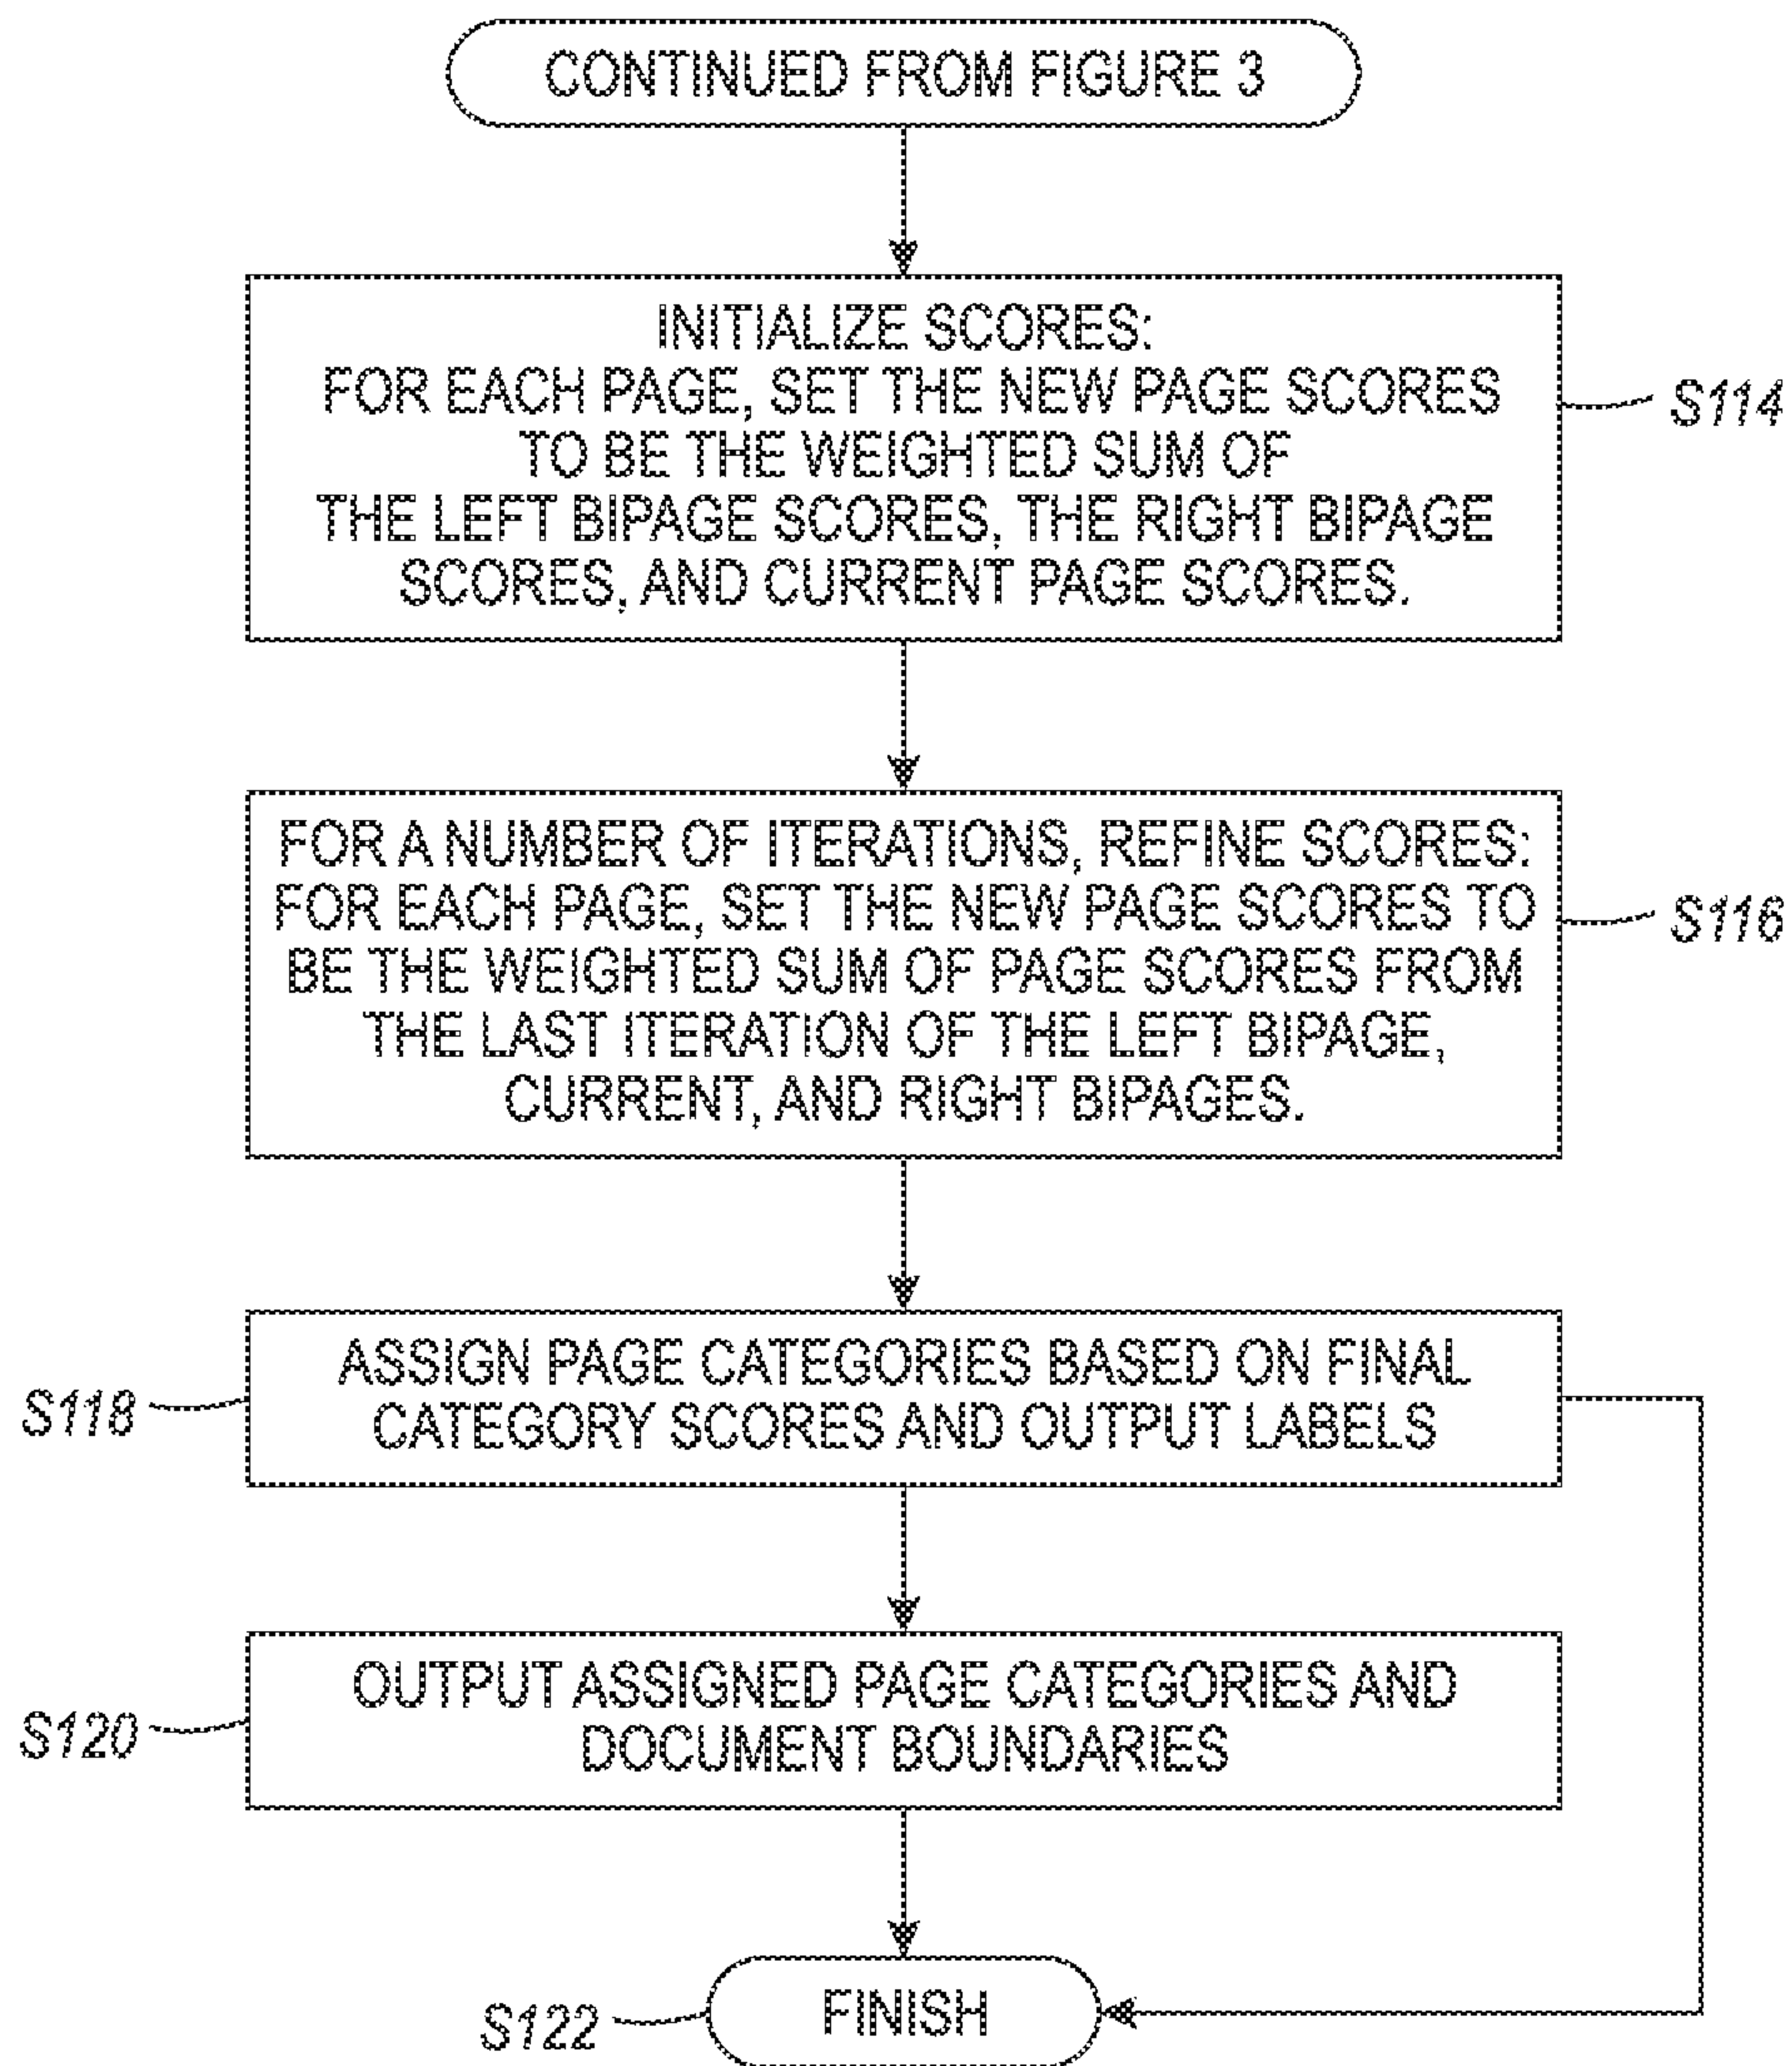 CONTINUED FROM FIGURE 3
INITIALIZE SCORES:
FOR EACH PAGE, SET THE NEW PAGE SCORES
TO BE THE WEIGHTED SUM OF
THE LEFT BIPAGE SCORES, THE RIGHT BIPAGE
SCORES, AND CURRENT PAGE SCORES.
S114
FOR A NUMBER OF ITERATIONS, REFINE SCORES:
FOR EACH PAGE, SET THE NEW PAGE SCORES TO
BE THE WEIGHTED SUM OF PAGE SCORES FROM
THE LAST ITERATION OF THE LEFT BIPAGE,
CURRENT, AND RIGHT BIPAGES.
S116
ASSIGN PAGE CATEGORIES BASED ON FINAL
CATEGORY SCORES AND OUTPUT LABELS
S118
OUTPUT ASSIGNED PAGE CATEGORIES AND
DOCUMENT BOUNDARIES
S120
FINISH
S122